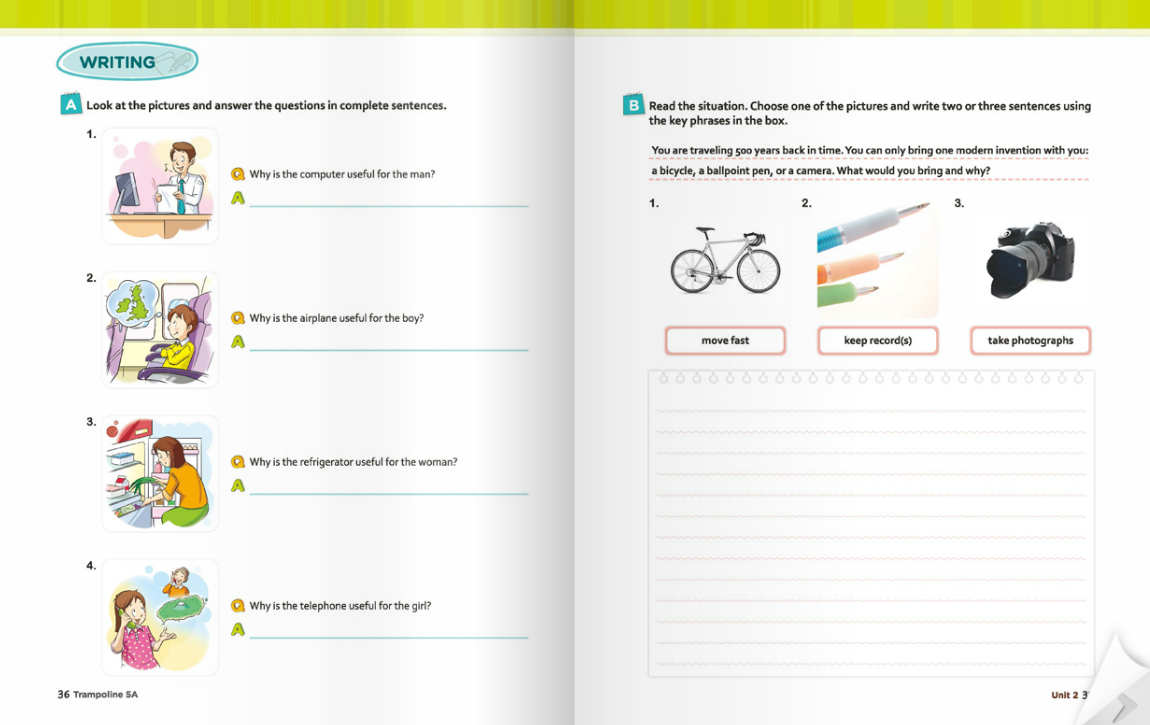 WRITING
A Look at the pictures and answer the questions in complete sentences.
1.
Q Why is the computer useful for the man?
A
2.
Q Why is the airplane useful for the boy?
A
3.
Q Why is the refrigerator useful for the woman?
A
4.
Q Why is the telephone useful for the girl?
A
36 Trampoline 5A
B Read the situation. Choose one of the pictures and write two or three sentences using
the key phrases in the box.
You are traveling 500 years back in time. You can only bring one modern invention with you:
a bicycle, a ballpoint pen, or a camera. What would you bring and why?
1. 2. 3.
move fast keep record(s) take photographs
Unit 2